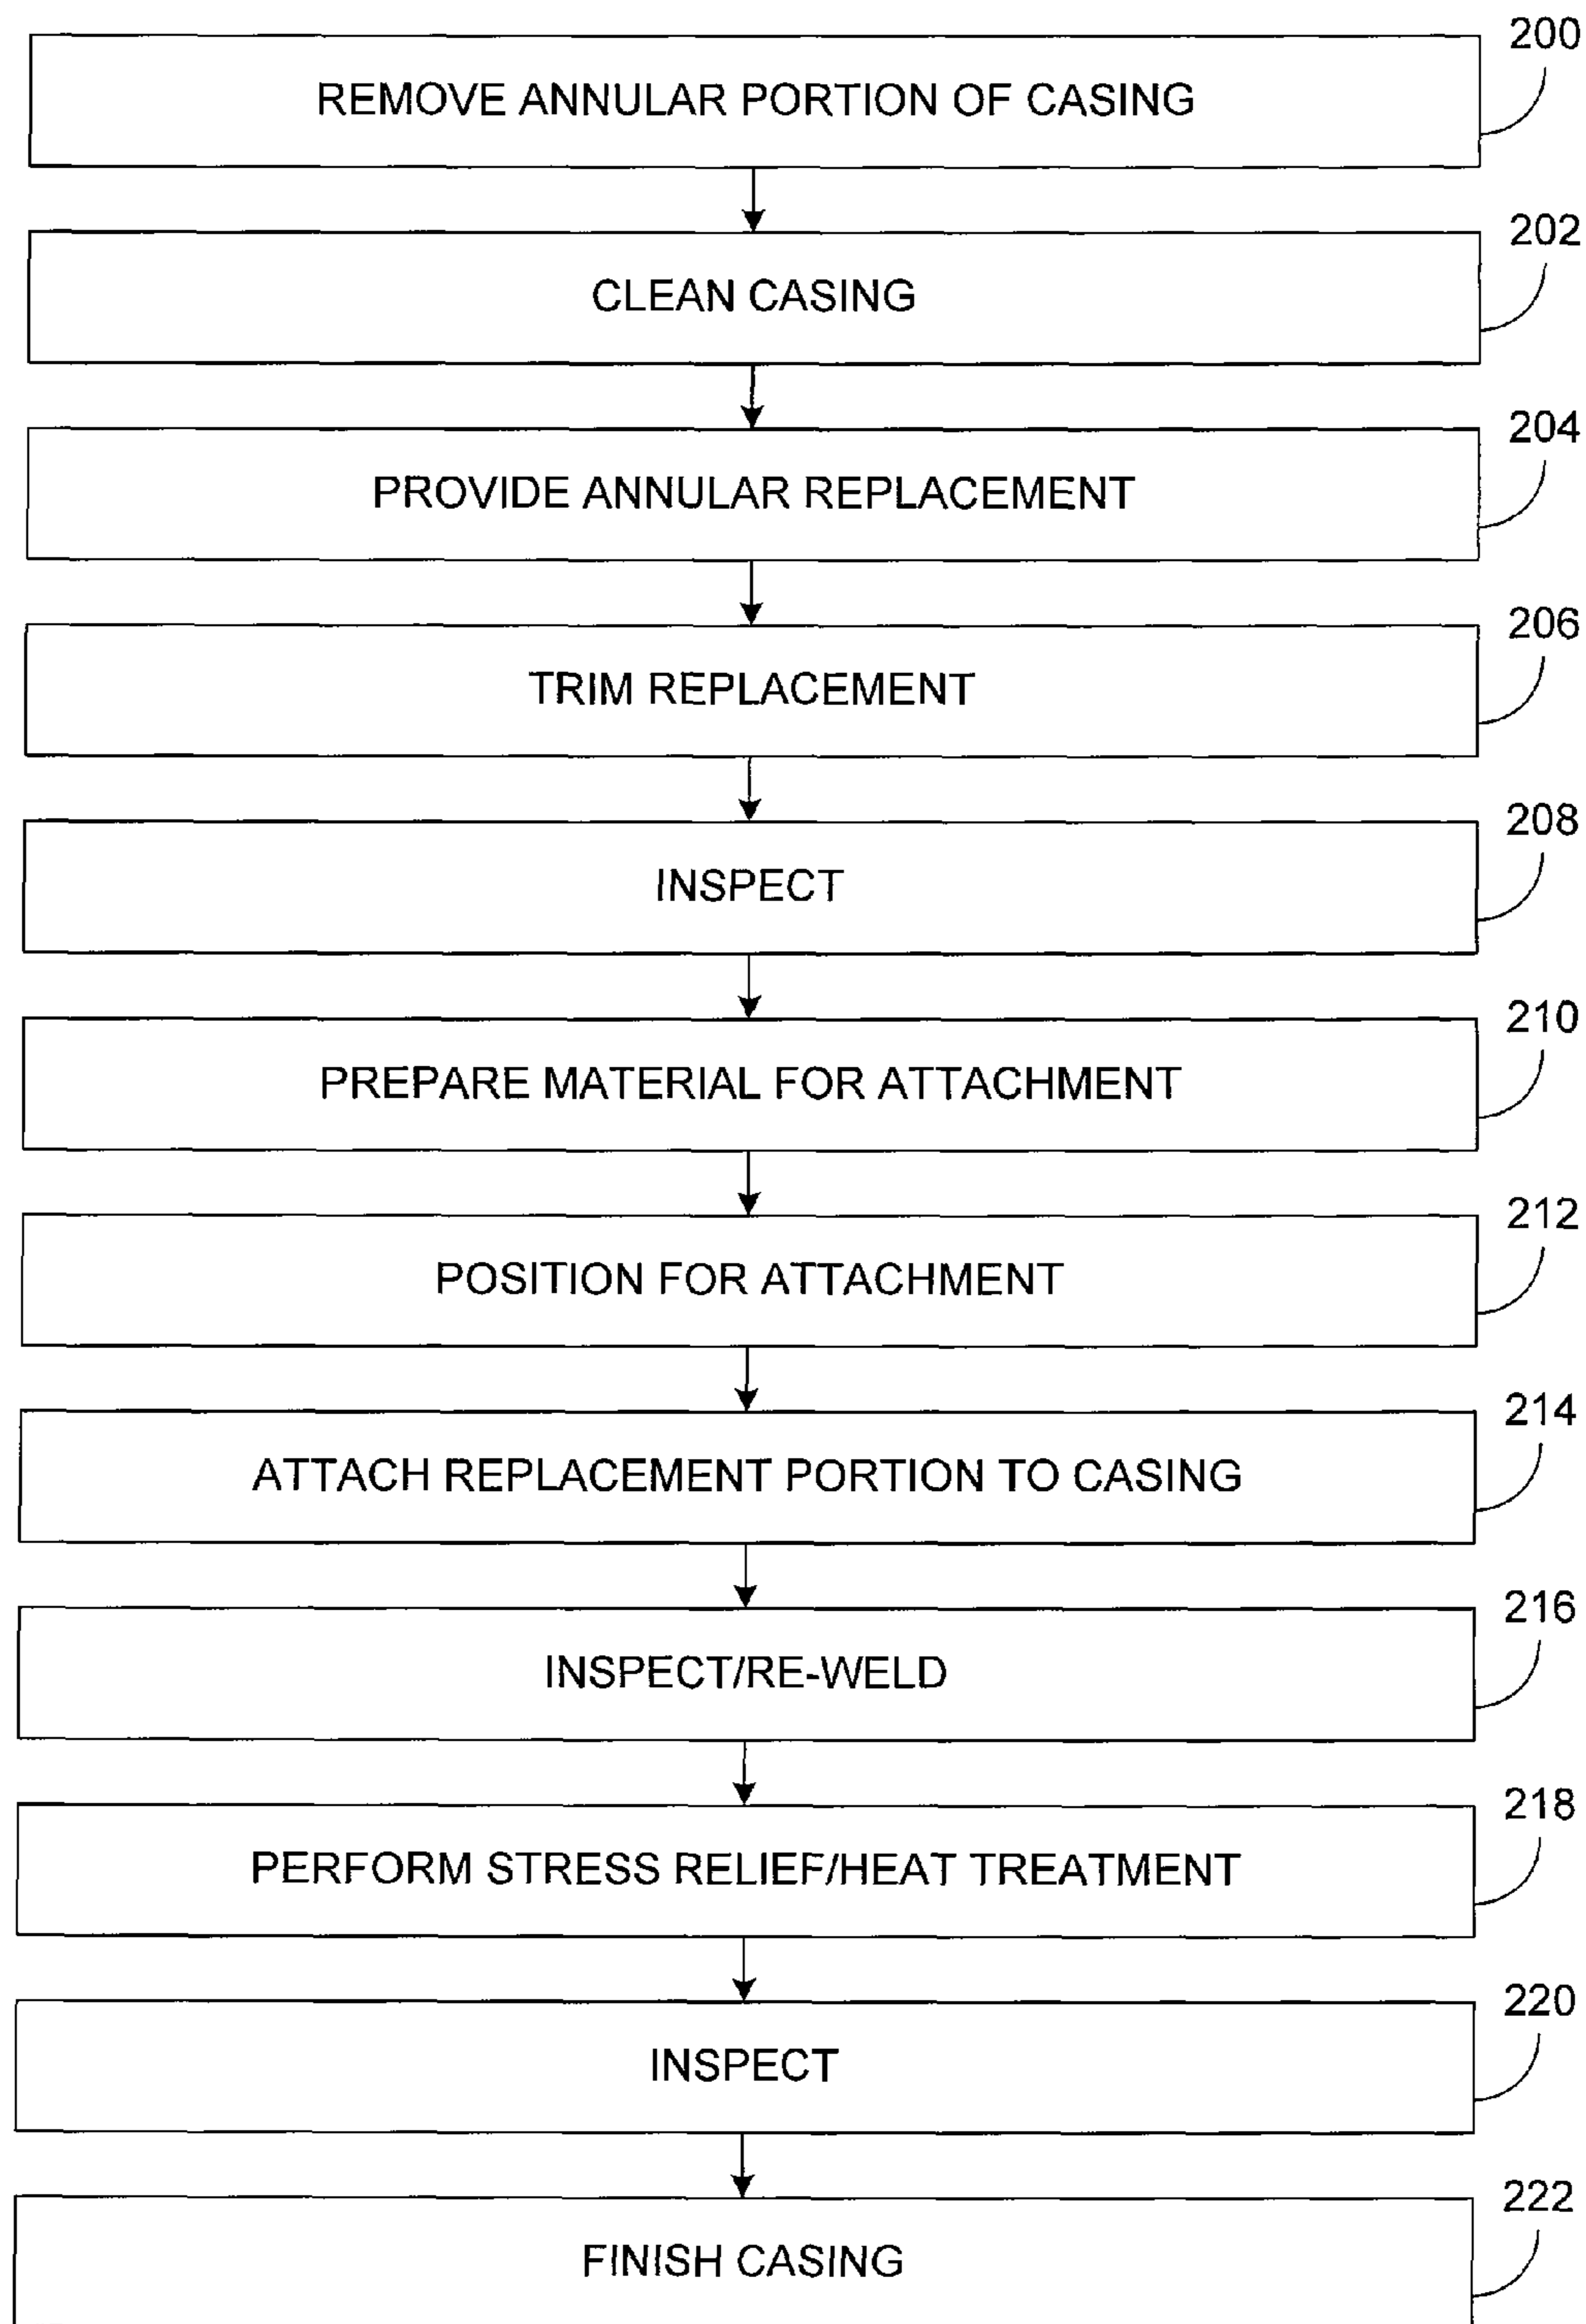 200
REMOVE ANNULAR PORTION OF CASING
202
CLEAN CASING
204
PROVIDE ANNULAR REPLACEMENT
206
TRIM REPLACEMENT
208
INSPECT
210
PREPARE MATERIAL FOR ATTACHMENT
212
POSITION FOR ATTACHMENT
214
ATTACH REPLACEMENT PORTION TO CASING
216
INSPECT/RE-WELD
218
PERFORM STRESS RELIEF/HEAT TREATMENT
220
INSPECT
222
FINISH CASING